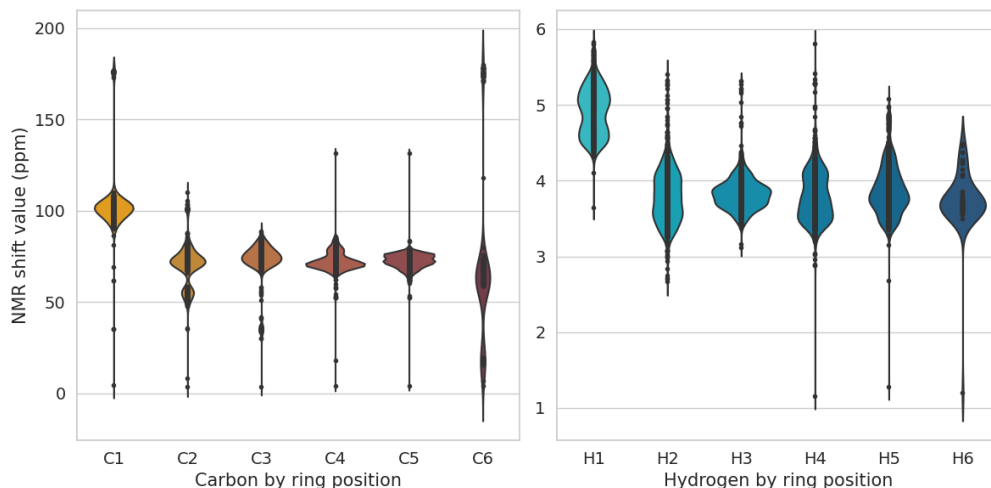 NMR shift value (ppm)
200
150
100
50
0
C1 C2 C3 C4 C5 C6
Carbon by ring position
6
5
4
3
2
1
H1 H2 H3 H4 H5 H6
Hydrogen by ring position